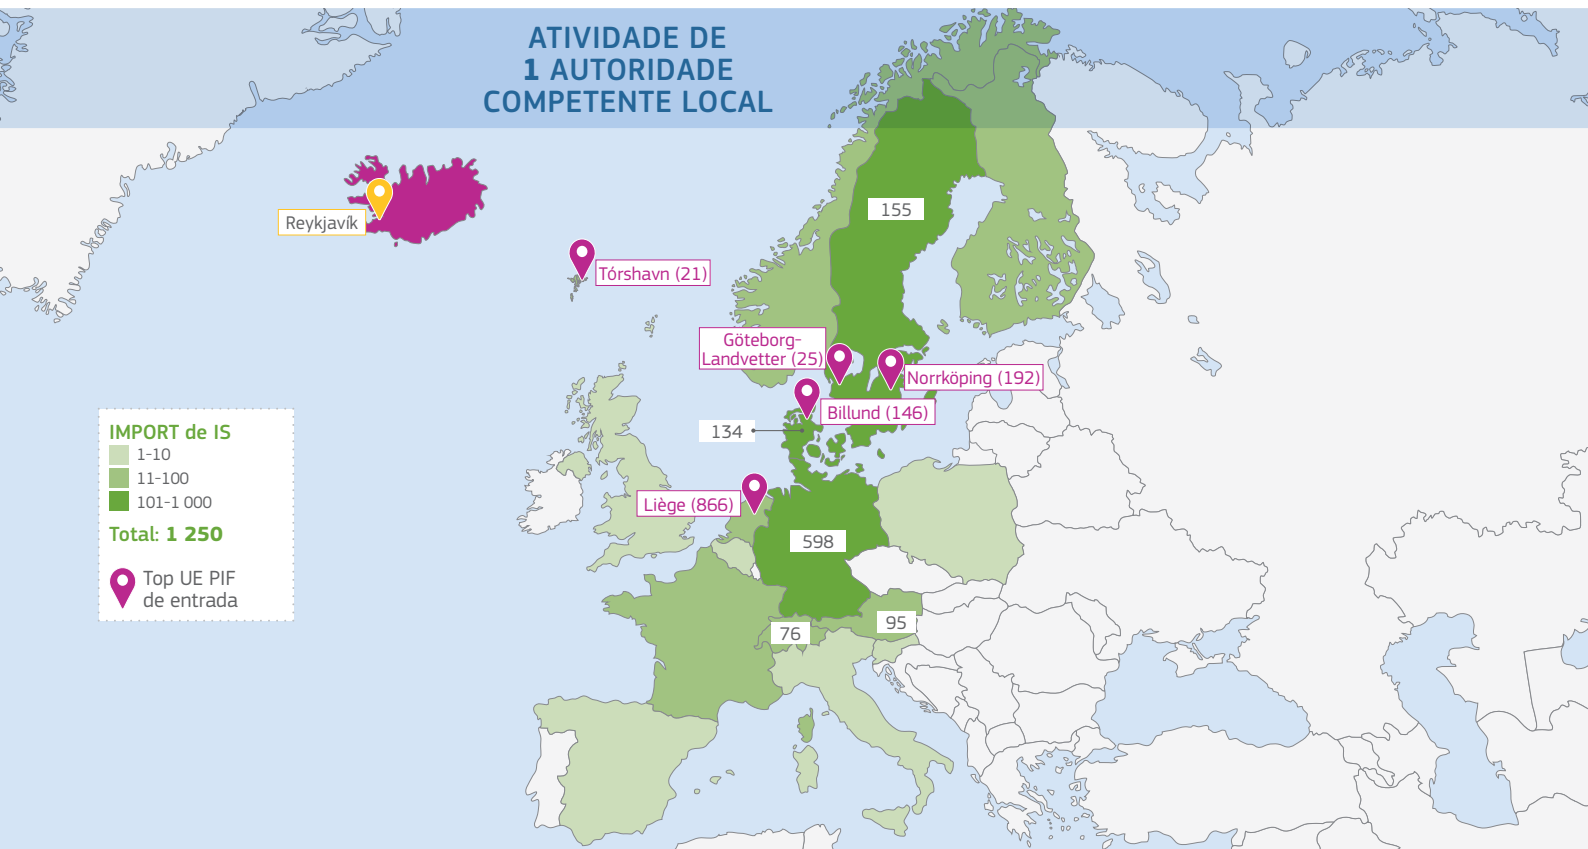 ATIVIDADE DE
1 AUTORIDADE
COMPETENTE LOCAL
Reykjavík
155
Tórshavn (21)
Göteborg-
Landvetter (25)
Norrköping (192)
Billund (146)
134
IMPORT de IS
1-10
11-100
101-1 000
Total: 1 250
Top UE PIF
de entrada
Liège (866)
598
95
76